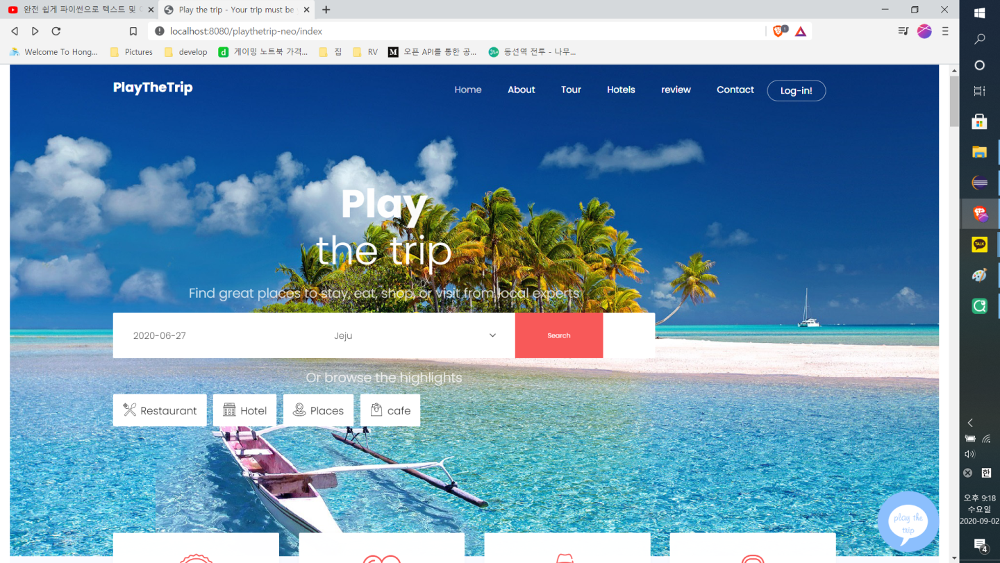 완전 쉽게 파이썬으로 텍스트 및
Play the trip - Your trip must be
localhost:8080/playthetrip-neo/index
1
Welcome To Hong...
Pictures
develop
d
게이밍 노트북 가격...
집
RV
M
오픈 API를 통한 공...
동선역 전투 - 나무...
PlayTheTrip
Home
About
Tour
Hotels
review
Contact
Log-in!
Play
the trip
Find great places to stay, eat, shop, or visit from local experts
2020-06-27
Jeju
Search
Or browse the highlights
Restaurant
Hotel
Places
cafe
play the
trip
TALK
한
오후 9:18
수요일
2020-09-02
4